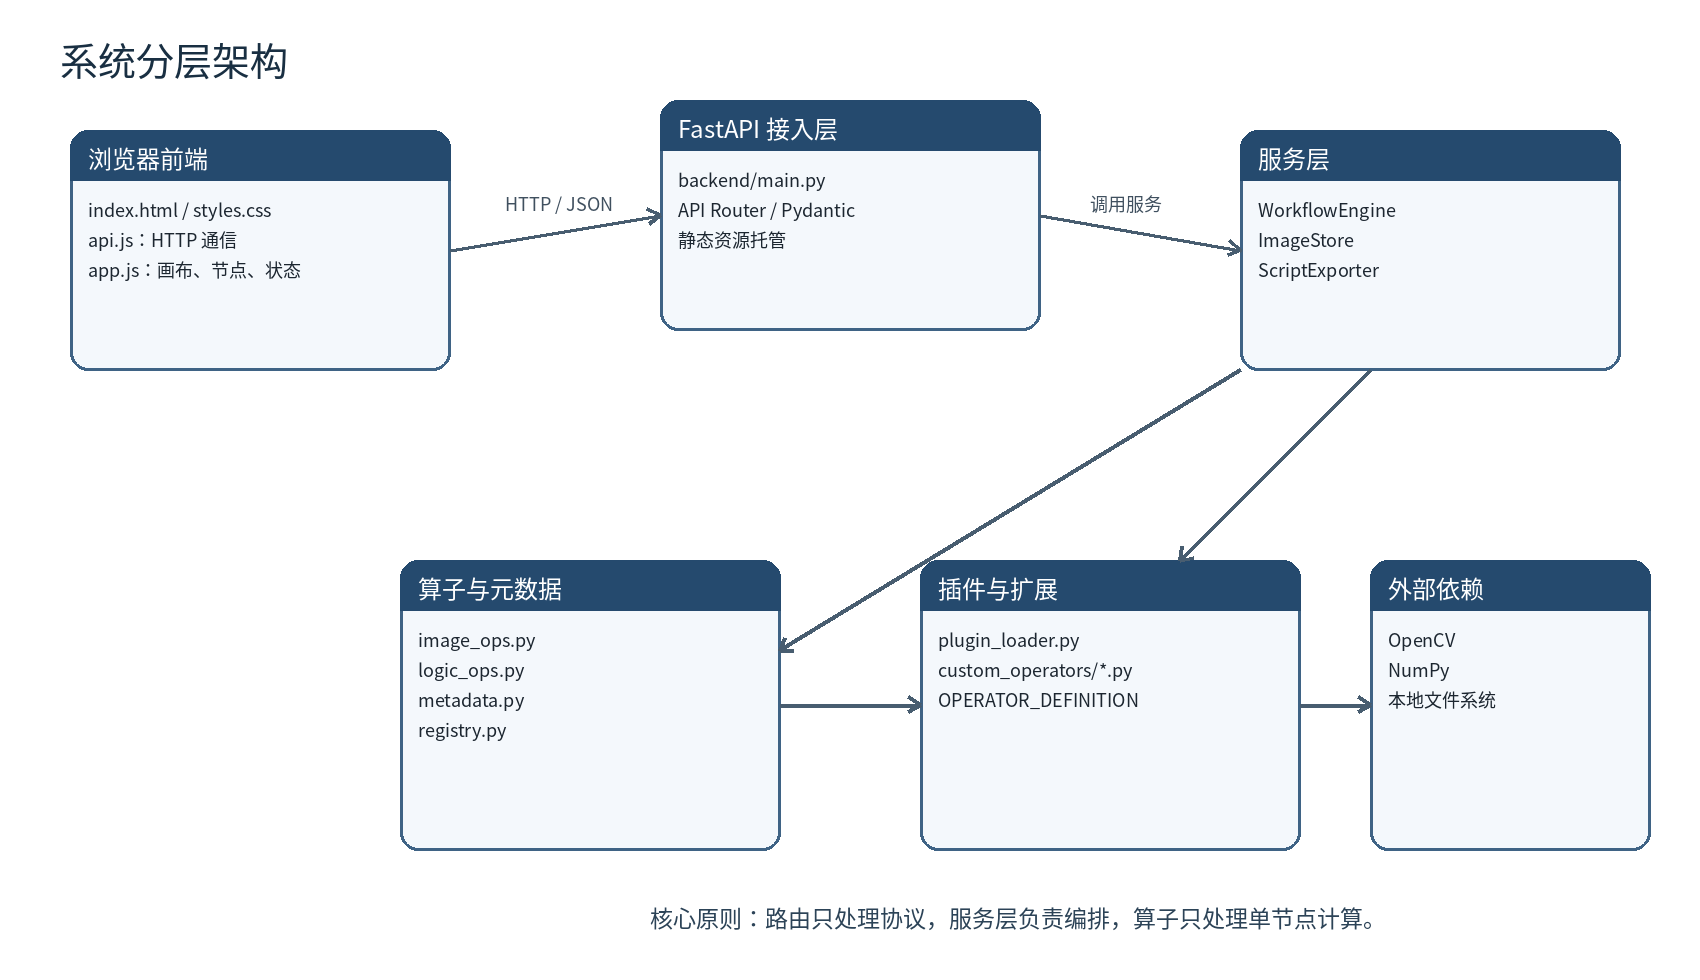 系统分层架构
浏览器前端
index.html / styles.css
api.js：HTTP 通信
app.js：画布、节点、状态
HTTP / JSON
FastAPI 接入层
backend/main.py
API Router / Pydantic
静态资源托管
调用服务
服务层
WorkflowEngine
ImageStore
ScriptExporter
算子与元数据
image_ops.py
logic_ops.py
metadata.py
registry.py
插件与扩展
plugin_loader.py
custom_operators/*.py
OPERATOR_DEFINITION
外部依赖
OpenCV
NumPy
本地文件系统
核心原则：路由只处理协议，服务层负责编排，算子只处理单节点计算。